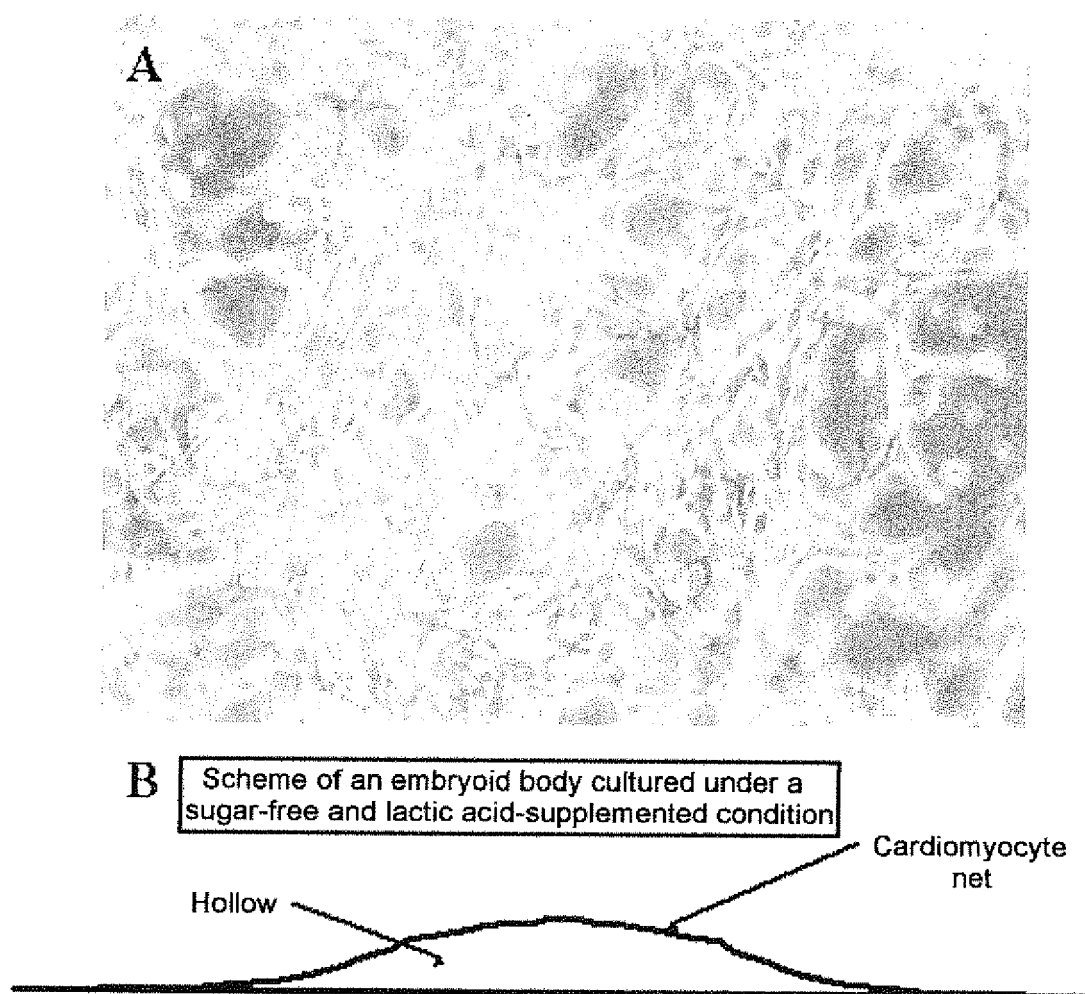 A
B
Scheme of an embryoid body cultured under a
sugar-free and lactic acid-supplemented condition
Cardiomyocyte
net
Hollow